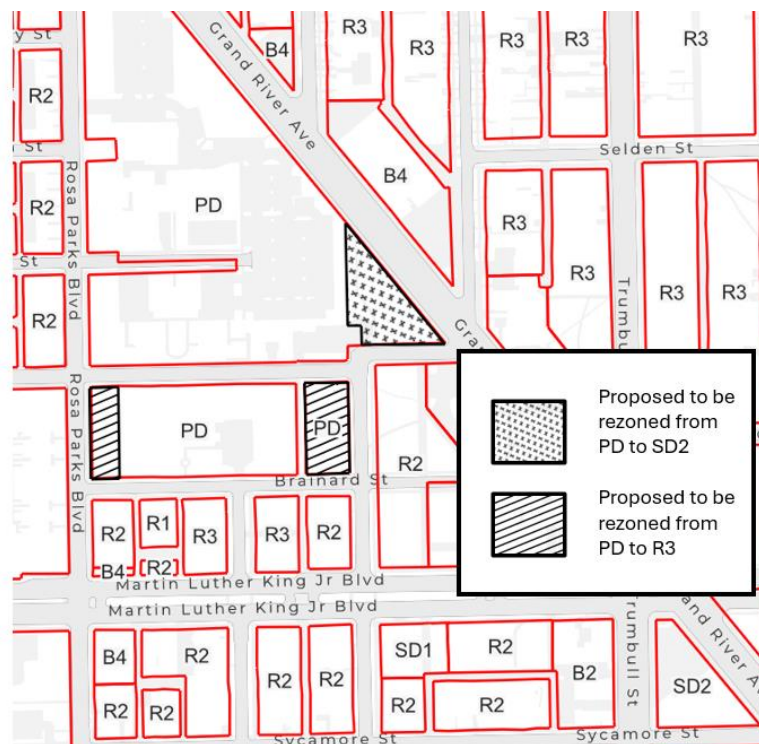 y St
R2
Grand River Ave
B4
R3
R3
R3
R3
R3
n St
Selden St
R2
Rosa Parks Blvd
PD
B4
R3
R3
R3
R3
St
R2
Trumbu
Gra
Rosa Parks Blvd
PD
PD
R2
Brainard St
Proposed to be
rezoned from
PD to SD2
Proposed to be
rezoned from
PD to R3
R2
R1
R3
R3
R2
B4
R2
Martin Luther King Jr Blvd
Martin Luther King Jr Blvd
Trumbull St
and River Av
B4
R2
R2
R2
R2
R2
R2
SD1
R2
R2
R2
B2
SD2
Sycamore St
Sycamore St